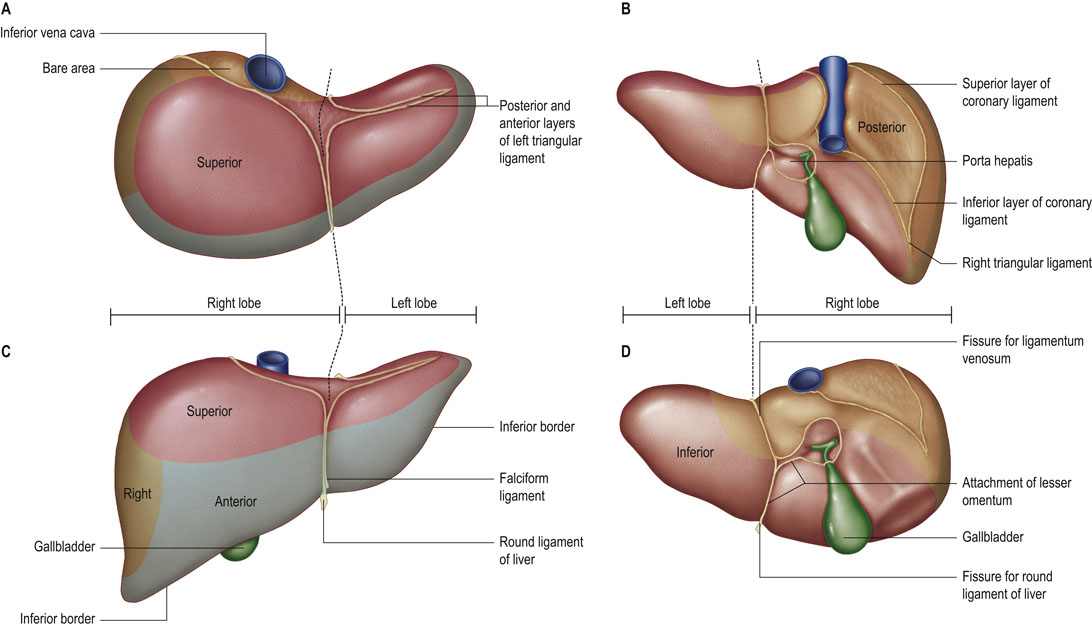 A
Inferior vena cava
Bare area
Superior
Posterior and
anterior layers
of left triangular
ligament
B
Superior layer of
coronary ligament
Posterior
Porta hepatis
Inferior layer of coronary
ligament
Right triangular ligament
Right lobe
Left lobe
Left lobe
Right lobe
C
Superior
Right
Anterior
Inferior border
Falciform
ligament
Round ligament
of liver
Gallbladder
Inferior border
D
Fissure for ligamentum
venosum
Inferior
Attachment of lesser
omentum
Gallbladder
Fissure for round
ligament of liver